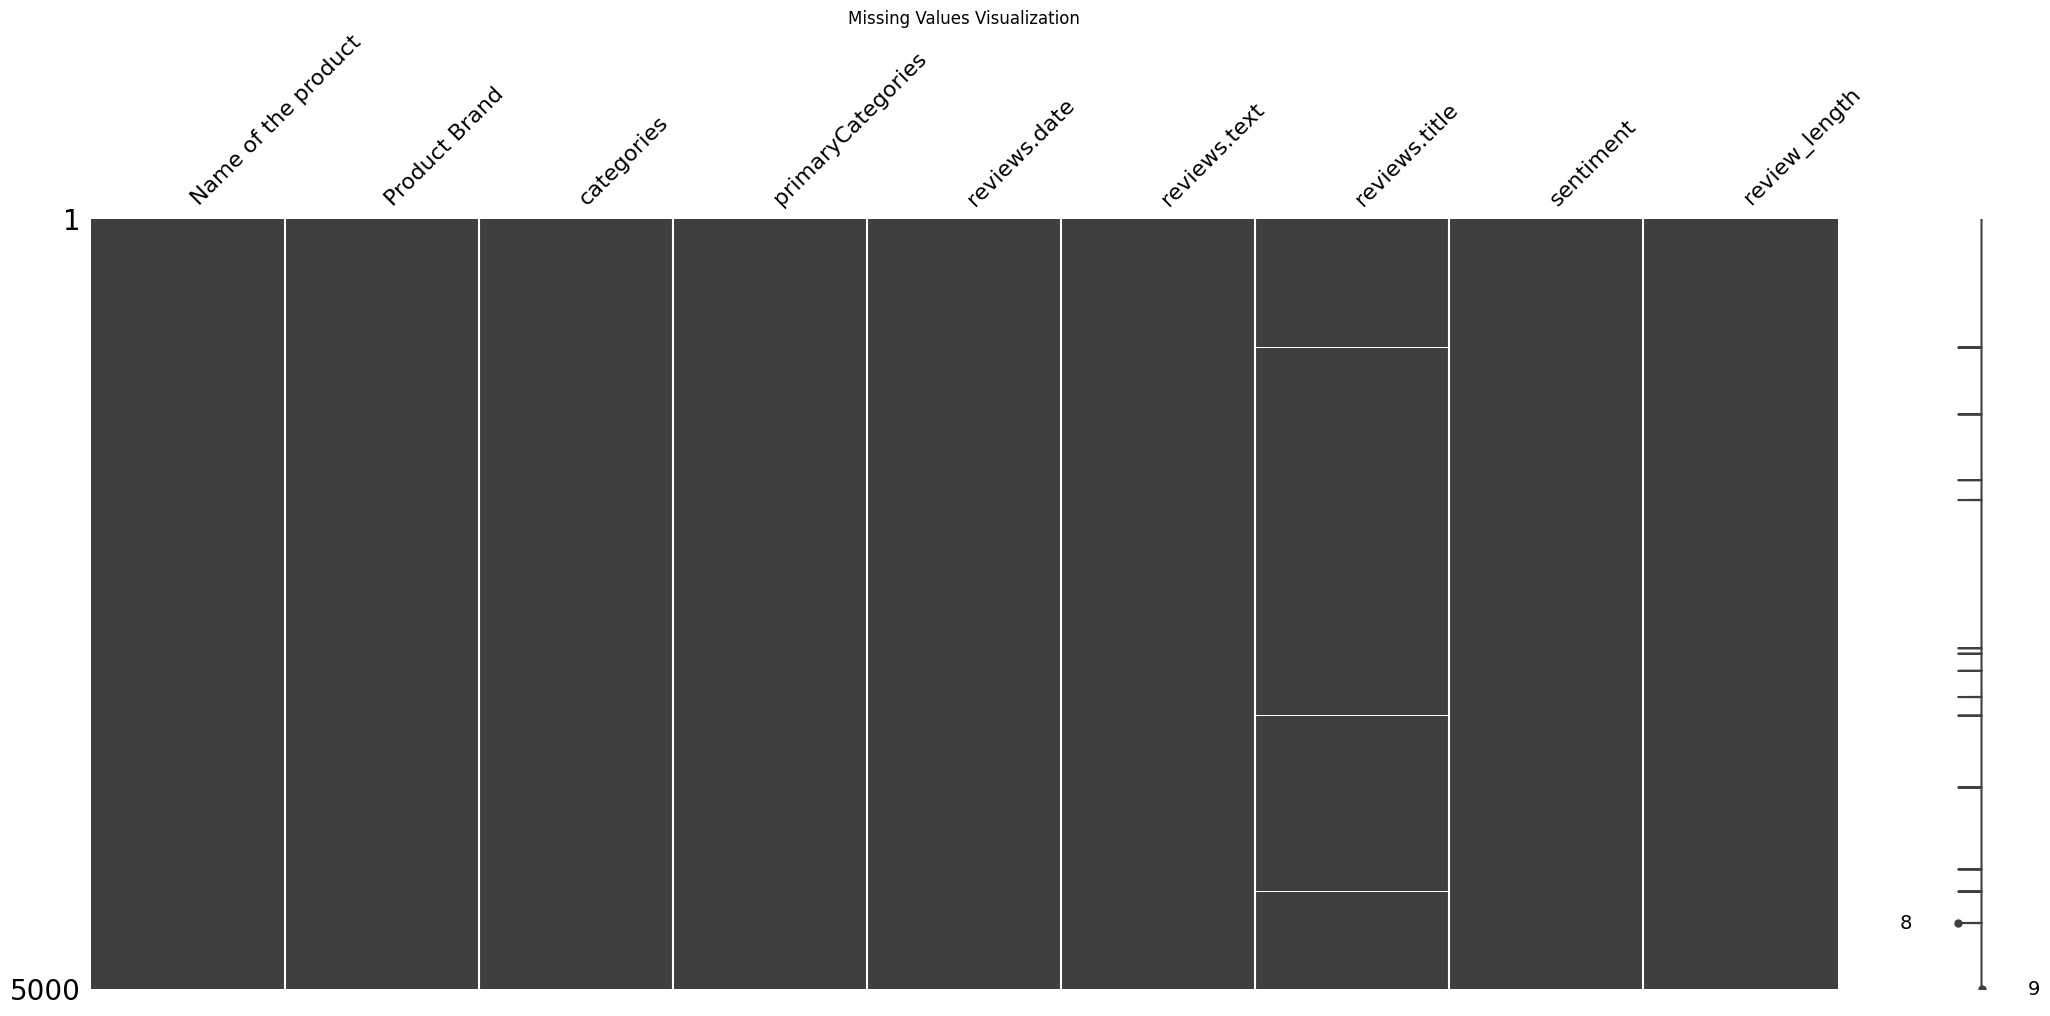 Missing Values Visualization
Name of the product
Product Brand
categories
primaryCategories
reviews.date
reviews.text
reviews.title
sentiment
review_length
1
8
5000
9